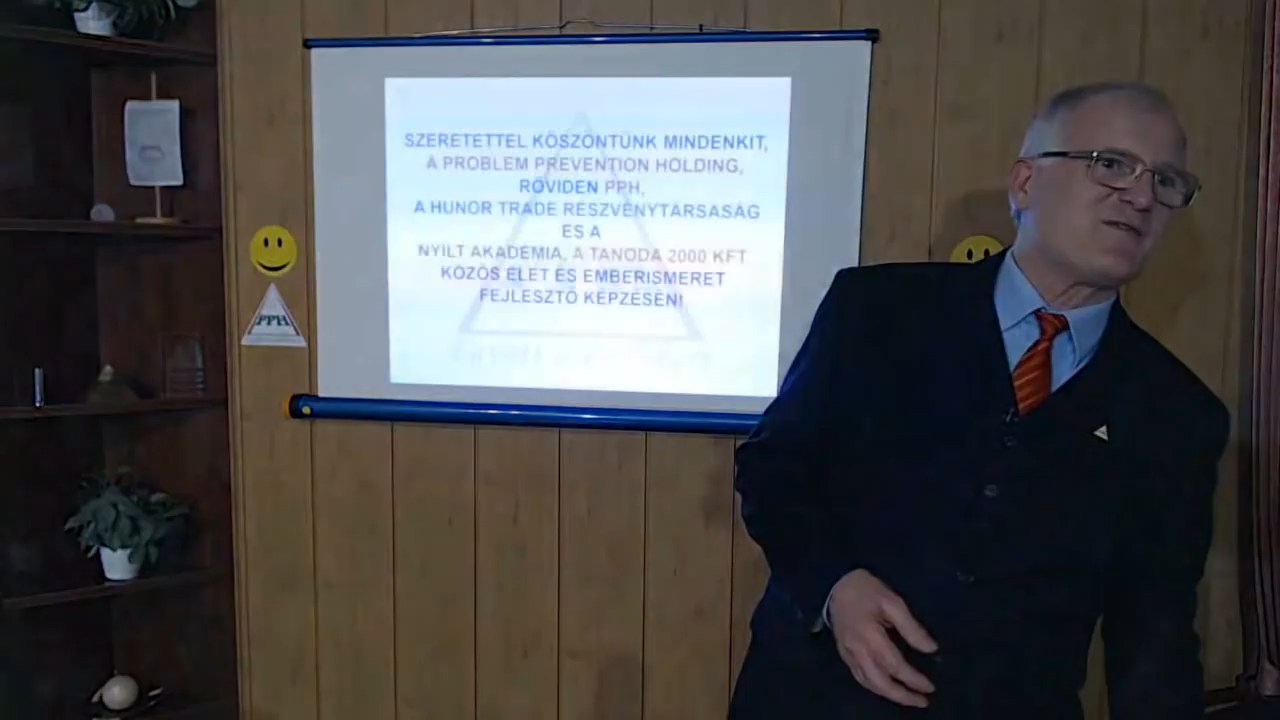 SZERETETTEL KÖSZÖNTÜNK MINDENKIT,
A PROBLEM PREVENTION HOLDING,
RÖVIDEN PPH,
A HUNOR TRADE RÉSZVÉNYTÁRSASÁG
ÉS A
NYÍLT AKADÉMIA, A TANODA 2000 KFT
KÖZÖS ÉLET ÉS EMBERISMERET
FEJLESZTŐ KÉPZÉSÉN!
PPH